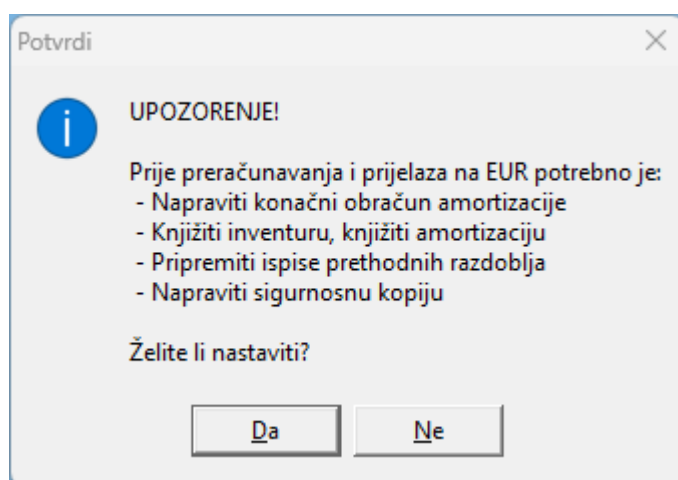 Potvrdi
UPOZORENJE!
Prije preračunavanja i prijelaza na EUR potrebno je:
- Napraviti konačni obračun amortizacije
- Knjižiti inventuru, knjižiti amortizaciju
- Pripremiti ispise prethodnih razdoblja
- Napraviti sigurnosnu kopiju
Želite li nastaviti?
Da
Ne